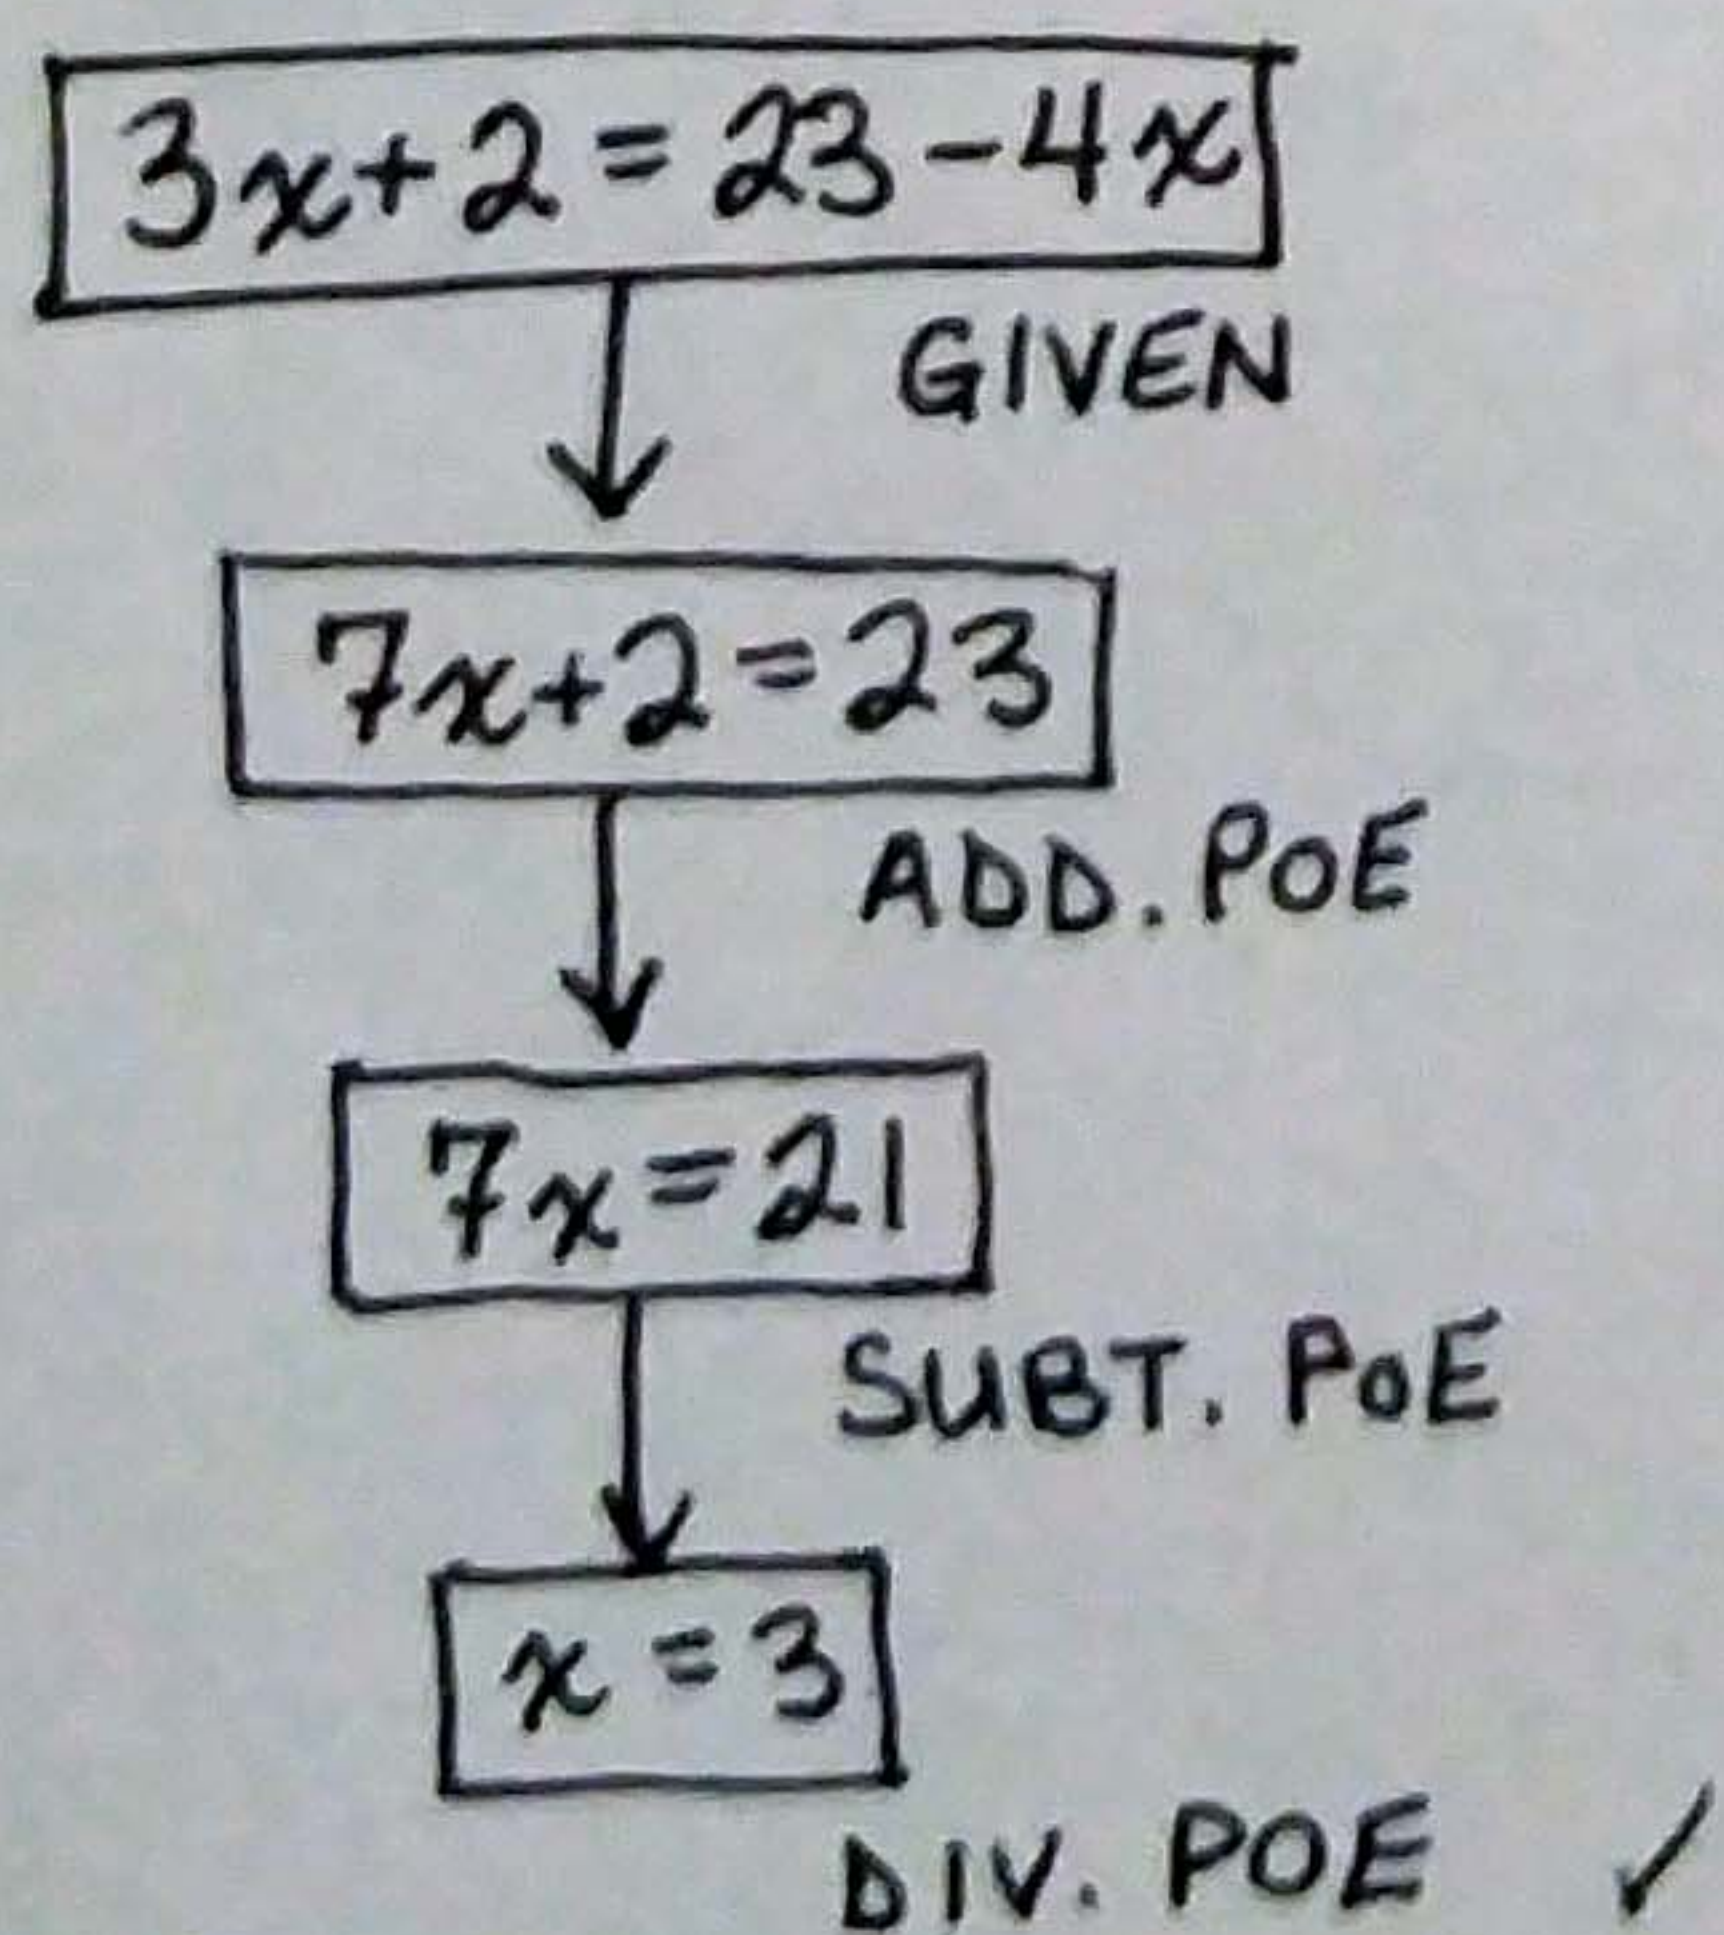 3x+2=23-4x
GIVEN
7x+2=23
ADD. POE
7x=21
SUBT. POE
x=3
DIV. POE ✓